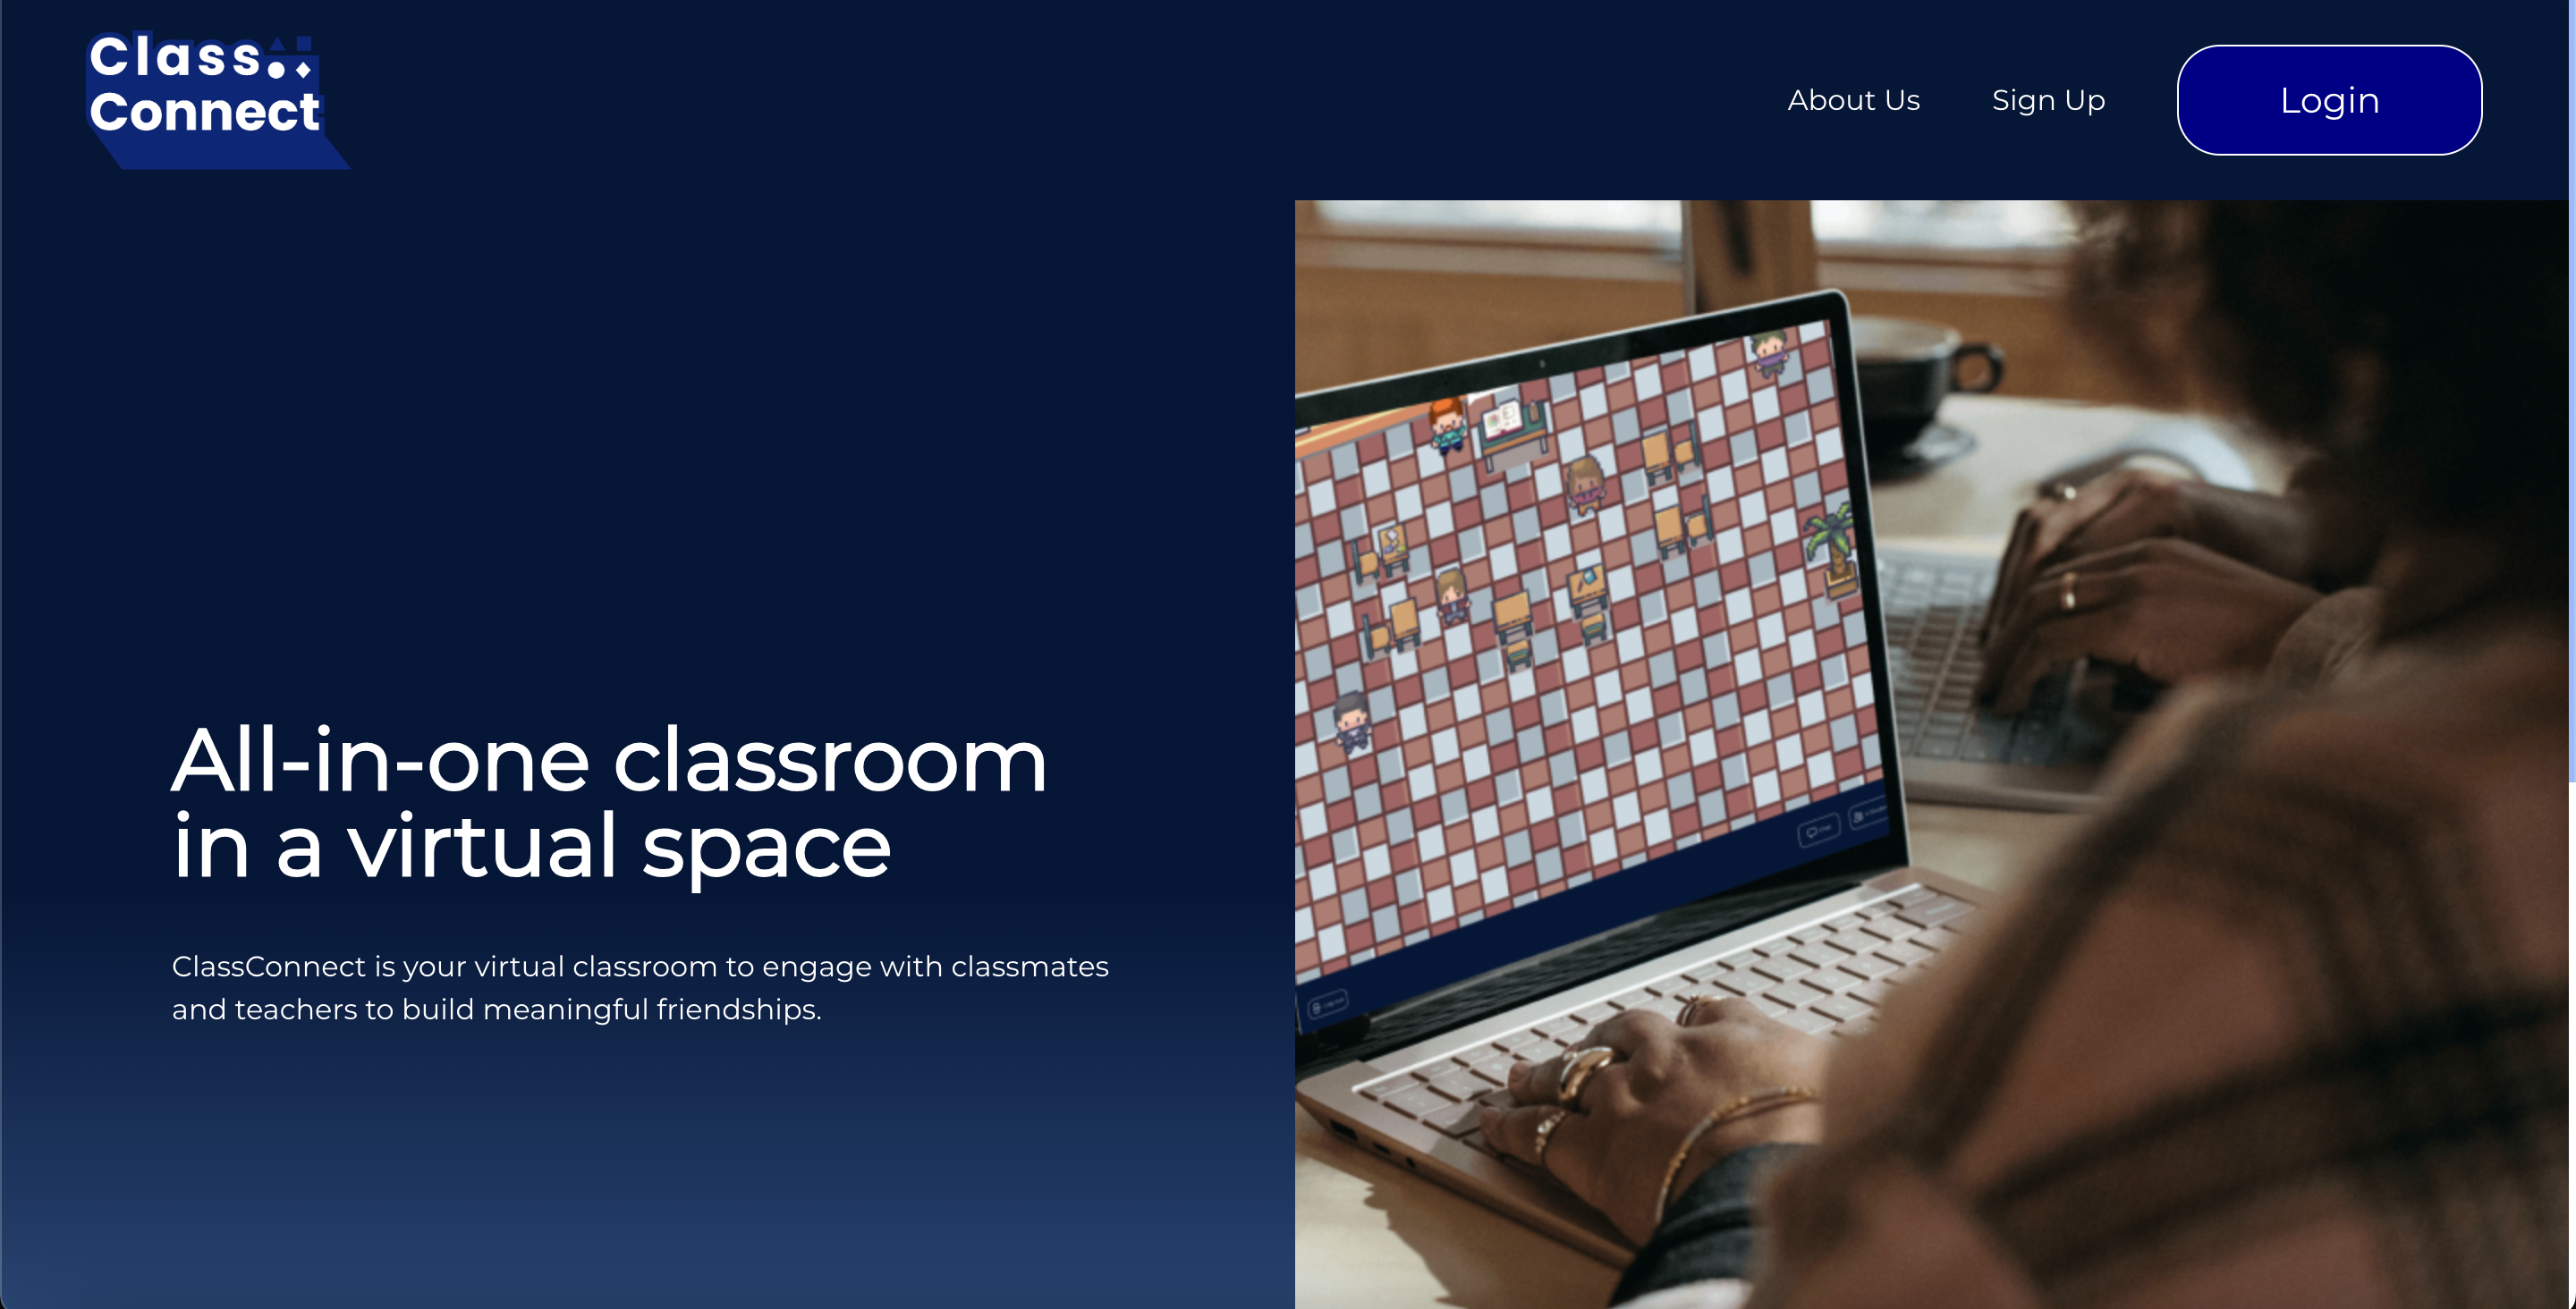 Class
Connect
About Us
Sign Up
Login
All-in-one classroom
in a virtual space
ClassConnect is your virtual classroom to engage with classmates
and teachers to build meaningful friendships.
Chat